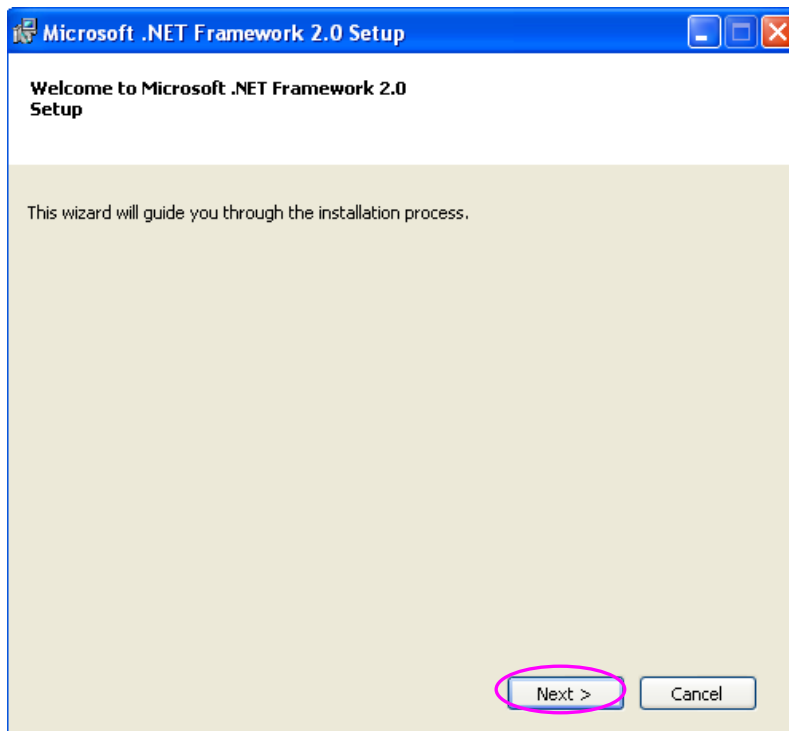 Microsoft .NET Framework 2.0 Setup
Welcome to Microsoft .NET Framework 2.0
Setup
This wizard will guide you through the installation process.
Next >
Cancel